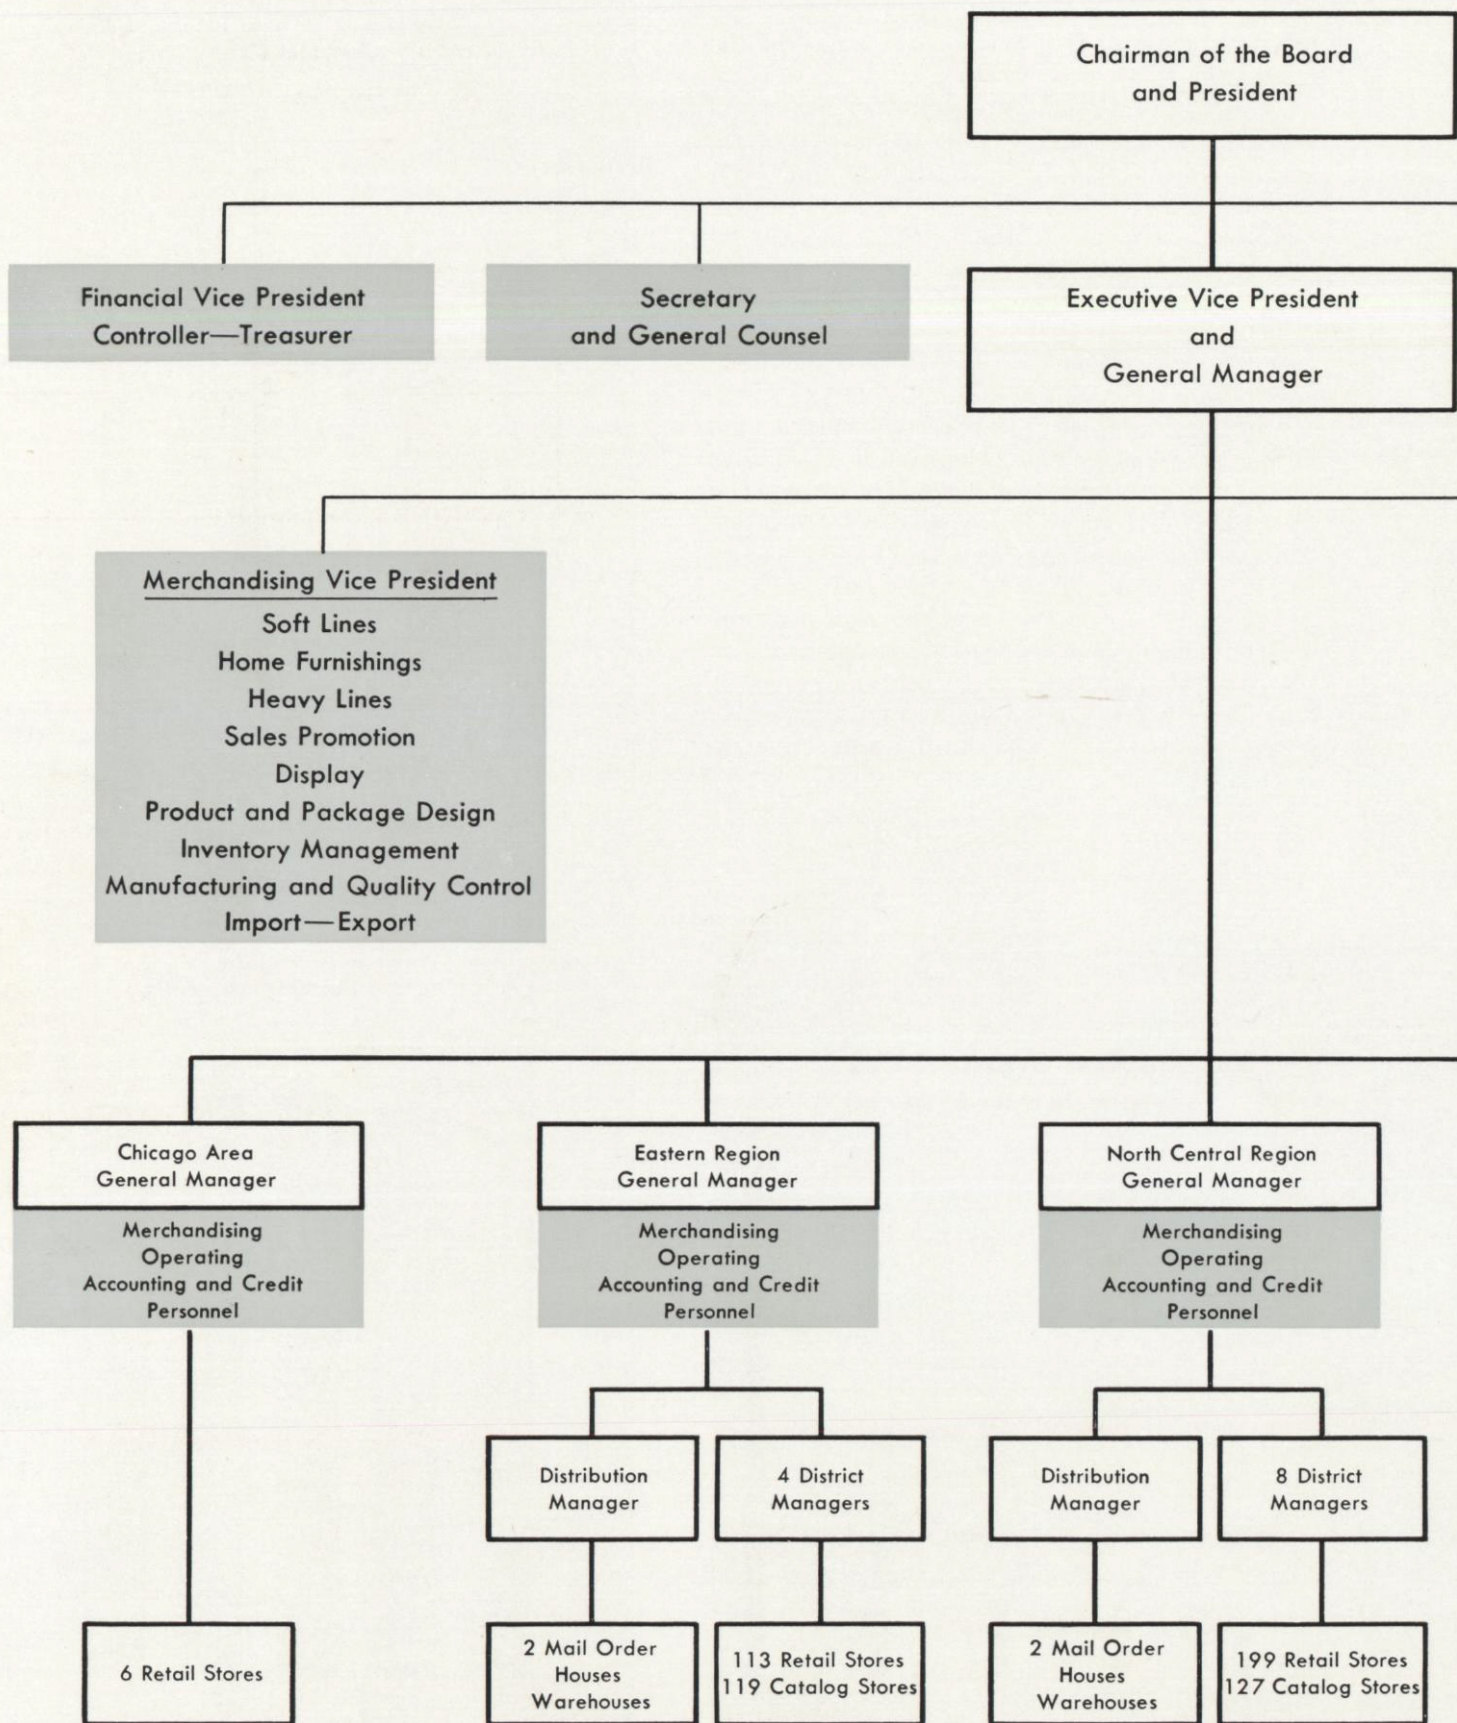 Chairman of the Board
and President
Financial Vice President
Controller—Treasurer
Secretary
and General Counsel
Executive Vice President
and
General Manager
Merchandising Vice President
Soft Lines
Home Furnishings
Heavy Lines
Sales Promotion
Display
Product and Package Design
Inventory Management
Manufacturing and Quality Control
Import—Export
Chicago Area
General Manager
Merchandising
Operating
Accounting and Credit
Personnel
Eastern Region
General Manager
Merchandising
Operating
Accounting and Credit
Personnel
North Central Region
General Manager
Merchandising
Operating
Accounting and Credit
Personnel
Distribution
Manager
4 District
Managers
Distribution
Manager
8 District
Managers
6 Retail Stores
2 Mail Order
Houses
Warehouses
113 Retail Stores
119 Catalog Stores
2 Mail Order
Houses
Warehouses
199 Retail Stores
127 Catalog Stores